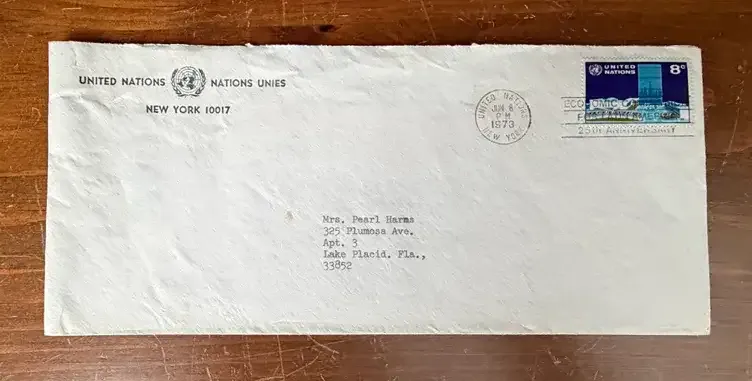 UNITED NATIONS NATIONS UNIES
NEW YORK 10017
UNITED NATIONS
NEW YORK
JUN 6
PM
1973
UNITED
NATIONS
8c
ECONOMIC
25TH ANNIVERSARY
Mrs. Pearl Harms
325 Plumosa Ave.
Apt. 3
Lake Placid, Fla.,
33852